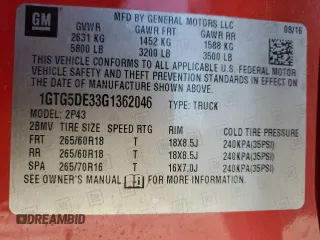 GM
MFD BY GENERAL MOTORS LLC
08/16
GVWR GAWR FRT GAWR RR
2631 KG 1452 KG 1588 KG
5800 LB 3200 LB 3500 LB
THIS VEHICLE CONFORMS TO ALL APPLICABLE U.S. FEDERAL
MOTOR VEHICLE SAFETY AND THEFT PREVENTION
STANDARDS IN EFFECT ON
THE DATE OF MANUFACTURE SHOWN ABOVE.
1GTG5DE33G1362046 TYPE: TRUCK
MODEL: 2P43
2BMV TIRE SIZE SPEED RTG RIM COLD TIRE PRESSURE
FRT 265/60R18 T 18X8.5J 240KPA(35PSI)
RR 265/60R18 T 18X8.5J 240KPA(35PSI)
SPA 265/70R16 T 16X7.0J 240KPA(35PSI)
SEE OWNER'S MANUAL FOR ADDITIONAL INFORMATION
DREAMBID